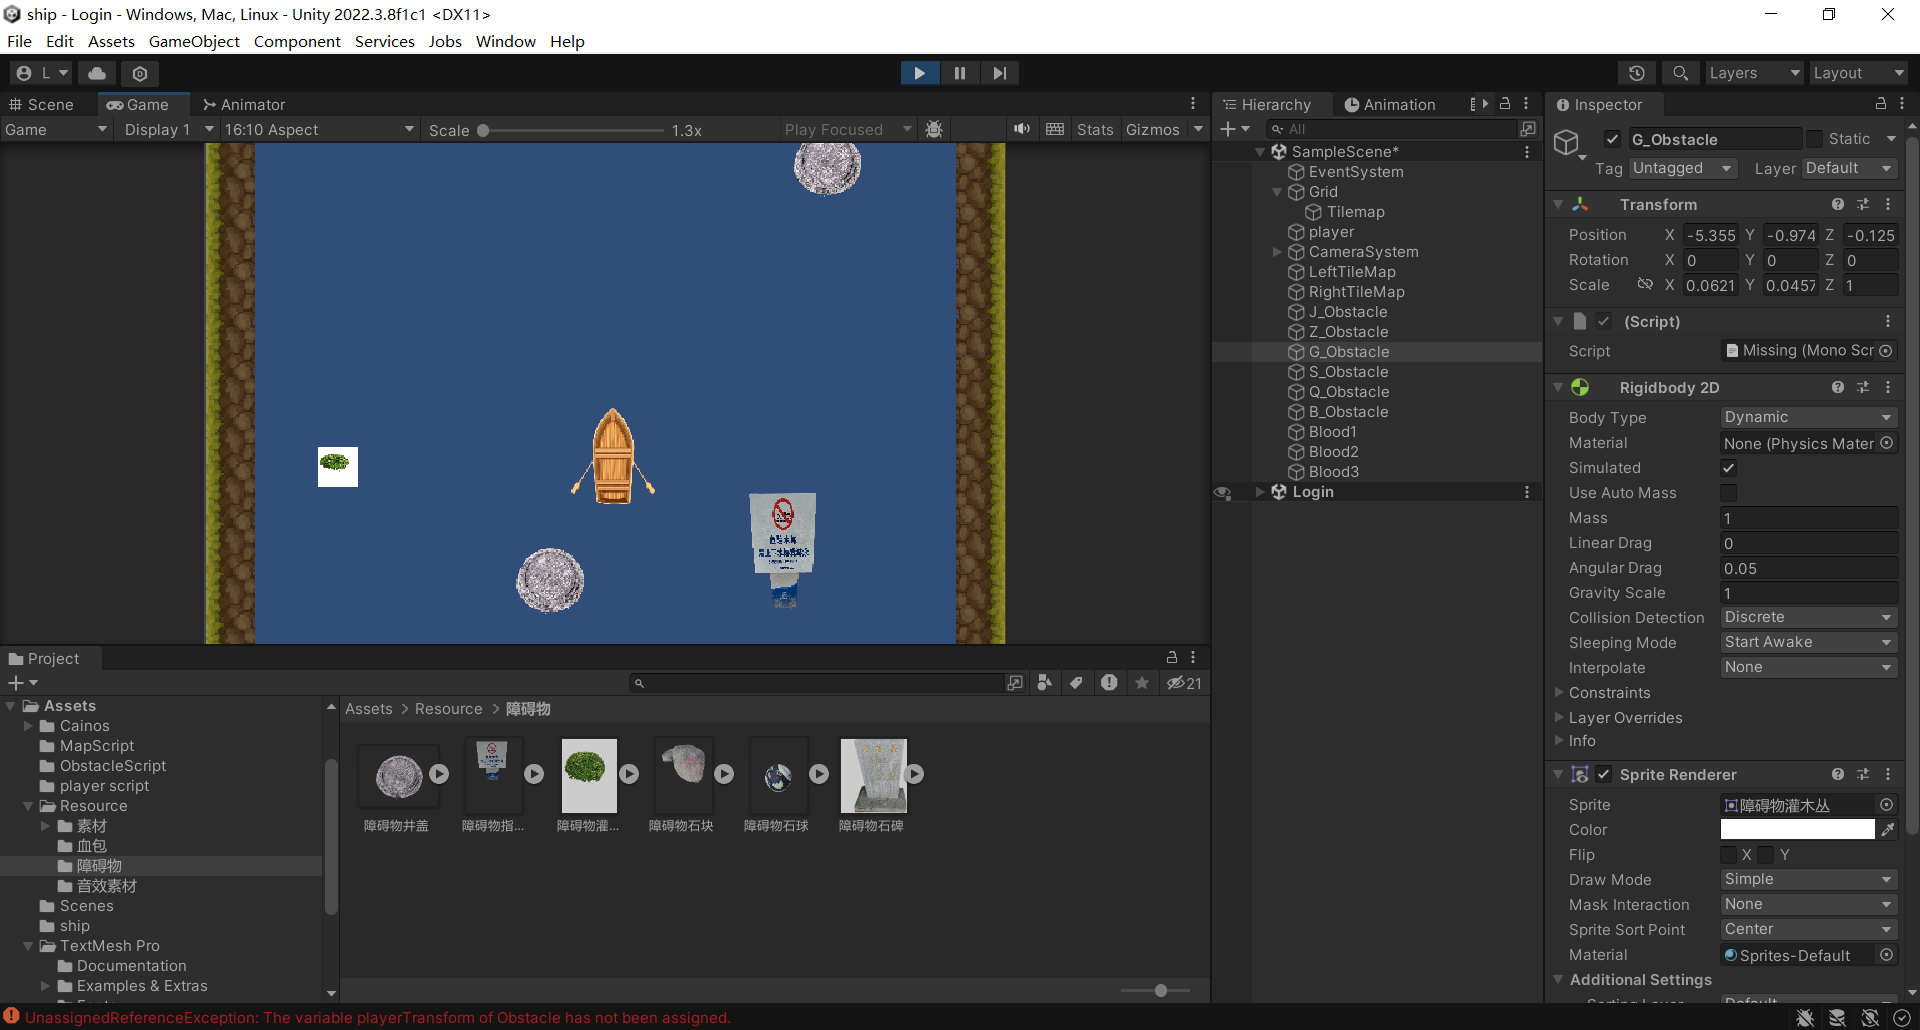 ship - Login - Windows, Mac, Linux - Unity 2022.3.8f1c1 <DX11>
File Edit Assets GameObject Component Services Jobs Window Help
L
Layers
Layout
Scene
Game
Animator
Game
Display 1
16:10 Aspect
Scale
1.3x
Play Focused
Stats
Gizmos
Hierarchy
Animation
All
SampleScene*
EventSystem
Grid
Tilemap
player
CameraSystem
LeftTileMap
RightTileMap
J_Obstacle
Z_Obstacle
G_Obstacle
S_Obstacle
Q_Obstacle
B_Obstacle
Blood1
Blood2
Blood3
Login
Inspector
G_Obstacle
Static
Tag Untagged Layer Default
Transform
Position X -5.355 Y -0.974 Z -0.125
Rotation X 0 Y 0 Z 0
Scale X 0.0621 Y 0.0457 Z 1
(Script)
Script Missing (Mono Scr
Rigidbody 2D
Body Type Dynamic
Material None (Physics Mater
Simulated
Use Auto Mass
Mass 1
Linear Drag 0
Angular Drag 0.05
Gravity Scale 1
Collision Detection Discrete
Sleeping Mode Start Awake
Interpolate None
Constraints
Layer Overrides
Info
Sprite Renderer
Sprite 障碍物灌木丛
Color
Flip X Y
Draw Mode Simple
Mask Interaction None
Sprite Sort Point Center
Material Sprites-Default
Additional Settings
Sorting Layer Default
Project
21
Assets
Cainos
MapScript
ObstacleScript
player script
Resource
素材
血包
障碍物
音效素材
Scenes
ship
TextMesh Pro
Documentation
Examples & Extras
Assets > Resource > 障碍物
障碍物井盖
障碍物指...
障碍物灌...
障碍物石块
障碍物石球
障碍物石碑
UnassignedReferenceException: The variable playerTransform of Obstacle has not been assigned.